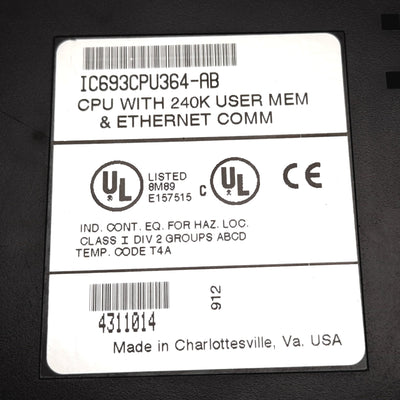 IC693CPU364-AB
CPU WITH 240K USER MEM
& ETHERNET COMM
UL LISTED
8M89
E157515
C UL CE
IND. CONT. EQ. FOR HAZ. LOC.
CLASS I DIV 2 GROUPS ABCD
TEMP. CODE T4A
4311014
912
Made in Charlottesville, Va. USA